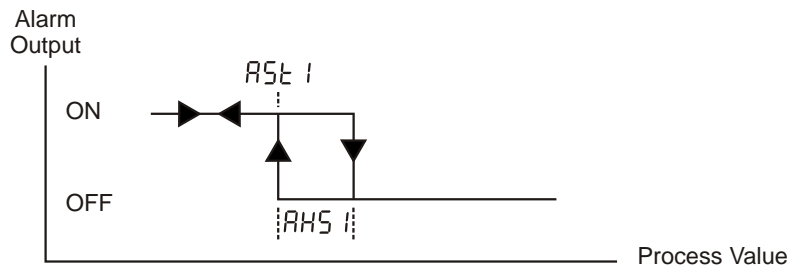 Alarm
Output
ASt 1
ON
OFF
AHS 1
Process Value